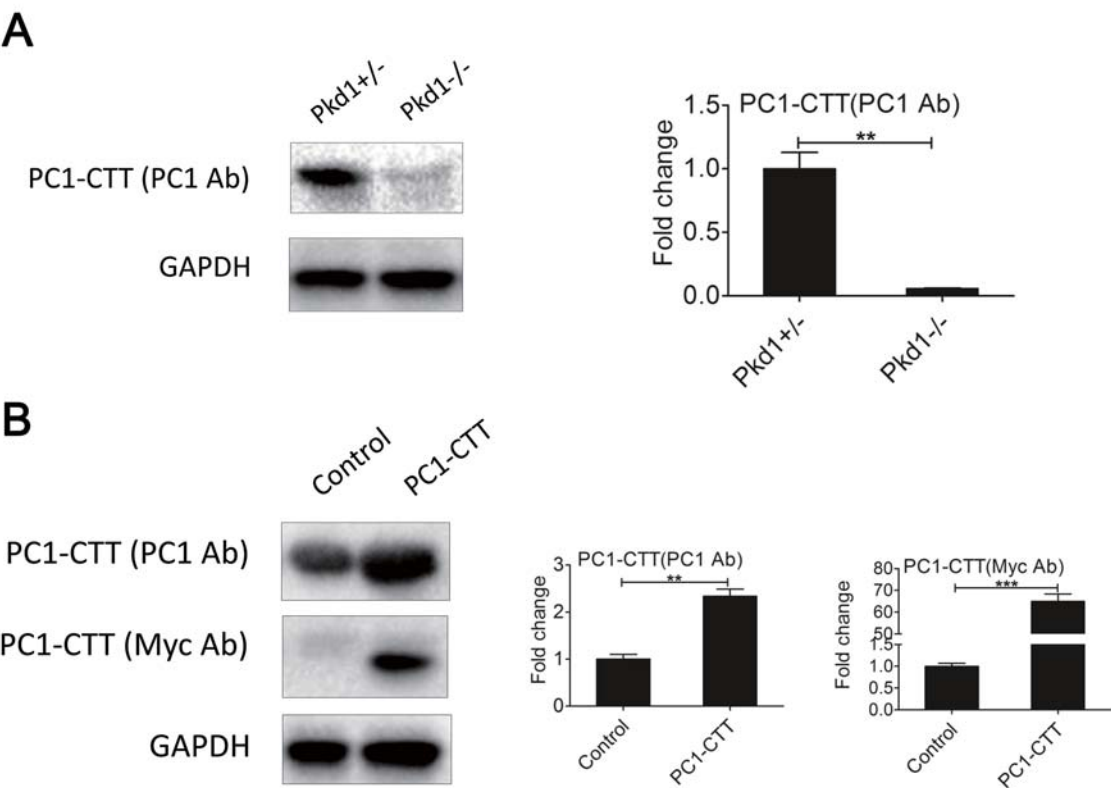 A
Pkd1+/-
Pkd1-/-
PC1-CTT (PC1 Ab)
GAPDH
PC1-CTT(PC1 Ab)
**
Fold change
1.5
1.0
0.5
0.0
Pkd1+/-
Pkd1-/-
B
Control
PC1-CTT
PC1-CTT (PC1 Ab)
PC1-CTT (Myc Ab)
GAPDH
PC1-CTT(PC1 Ab)
**
Fold change
3
2
1
0
Control
PC1-CTT
PC1-CTT(Myc Ab)
***
Fold change
80
70
60
50
1.5
1.0
0.5
0.0
Control
PC1-CTT